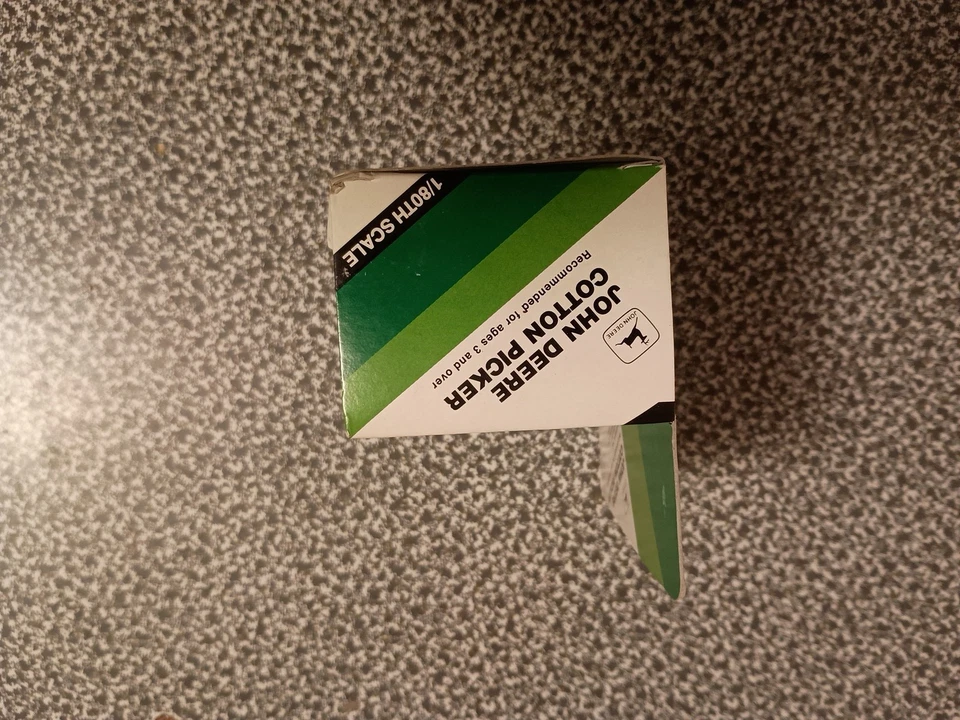 JOHN DEERE
JOHN DEERE
COTTON PICKER
Recommended for ages 3 and over
1/80TH SCALE